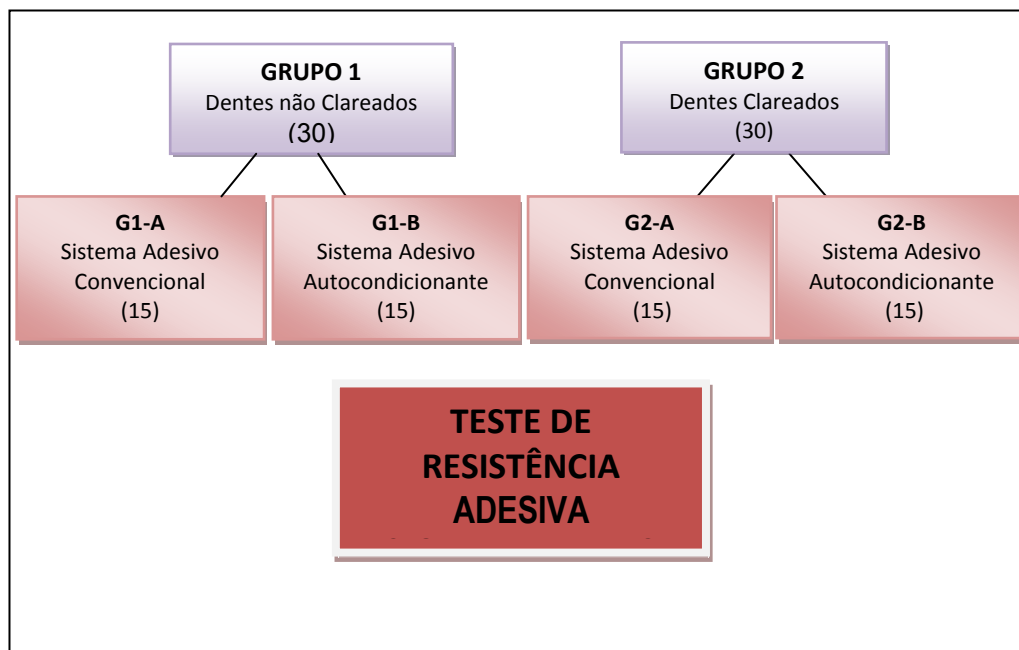 GRUPO 1
Dentes não Clareados
(30)
GRUPO 2
Dentes Clareados
(30)
G1-A
Sistema Adesivo
Convencional
(15)
G1-B
Sistema Adesivo
Autocondicionante
(15)
G2-A
Sistema Adesivo
Convencional
(15)
G2-B
Sistema Adesivo
Autocondicionante
(15)
TESTE DE
RESISTÊNCIA
ADESIVA